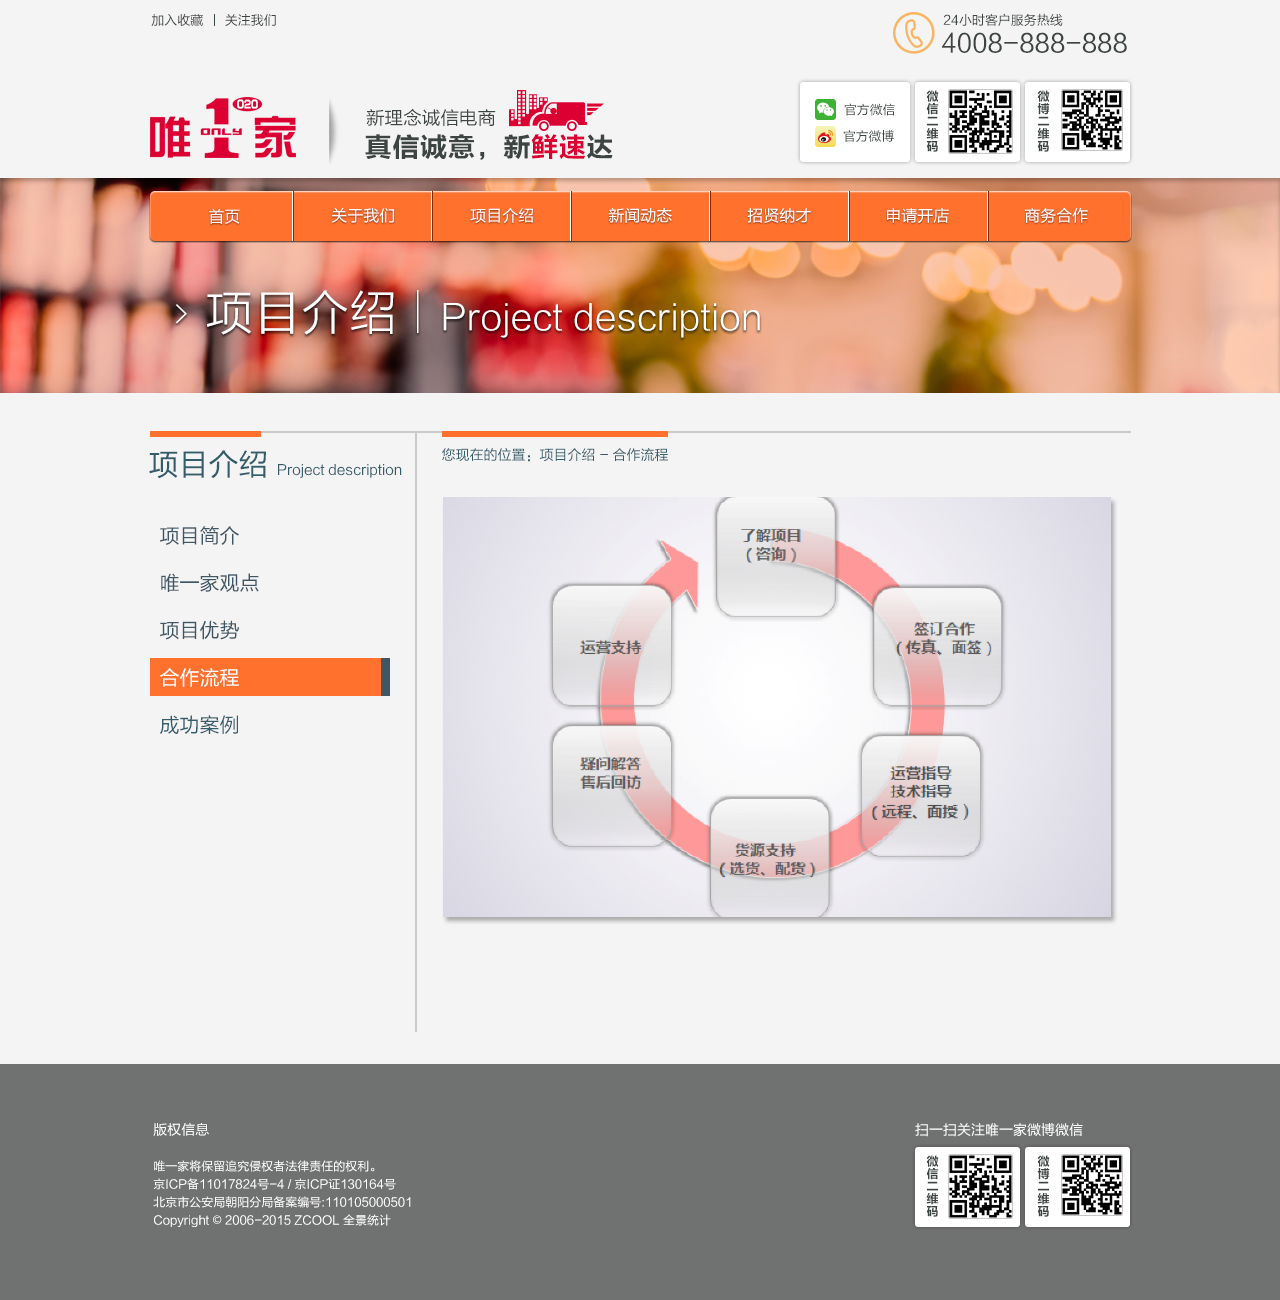 加入收藏 | 关注我们
24小时客户服务热线
4008-888-888
唯1家
O2O
ONLY
新理念诚信电商
真信诚意，新鲜速达
官方微信
官方微博
微信二维码
微博二维码
首页
关于我们
项目介绍
新闻动态
招贤纳才
申请开店
商务合作
项目介绍 | Project description
项目介绍 Project description
项目简介
唯一家观点
项目优势
合作流程
成功案例
您现在的位置：项目介绍 - 合作流程
了解项目
（咨询）
签订合作
（传真、面签）
运营指导
技术指导
（远程、面授）
货源支持
（选货、配货）
疑问解答
售后回访
运营支持
版权信息
唯一家将保留追究侵权者法律责任的权利。
京ICP备11017824号-4 / 京ICP证130164号
北京市公安局朝阳分局备案编号:110105000501
Copyright © 2006-2015 ZCOOL 全景统计
扫一扫关注唯一家微博微信
微信二维码
微博二维码